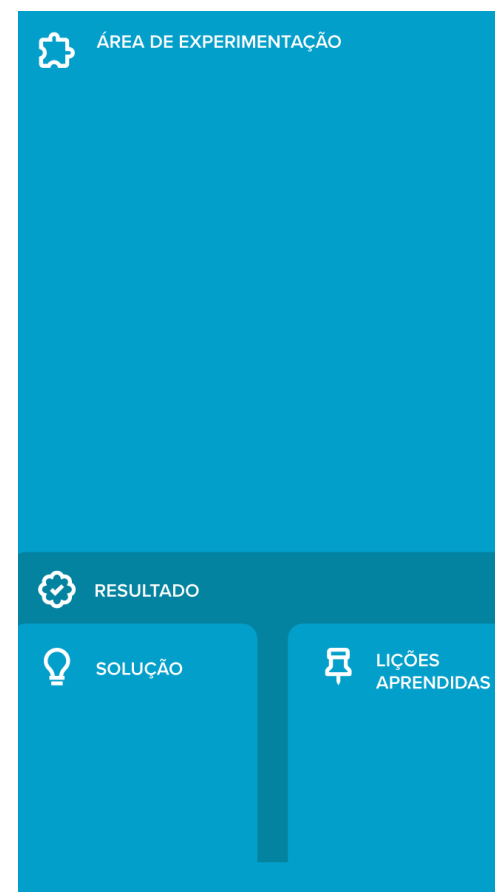 ÁREA DE EXPERIMENTAÇÃO
RESULTADO
SOLUÇÃO
LIÇÕES
APRENDIDAS